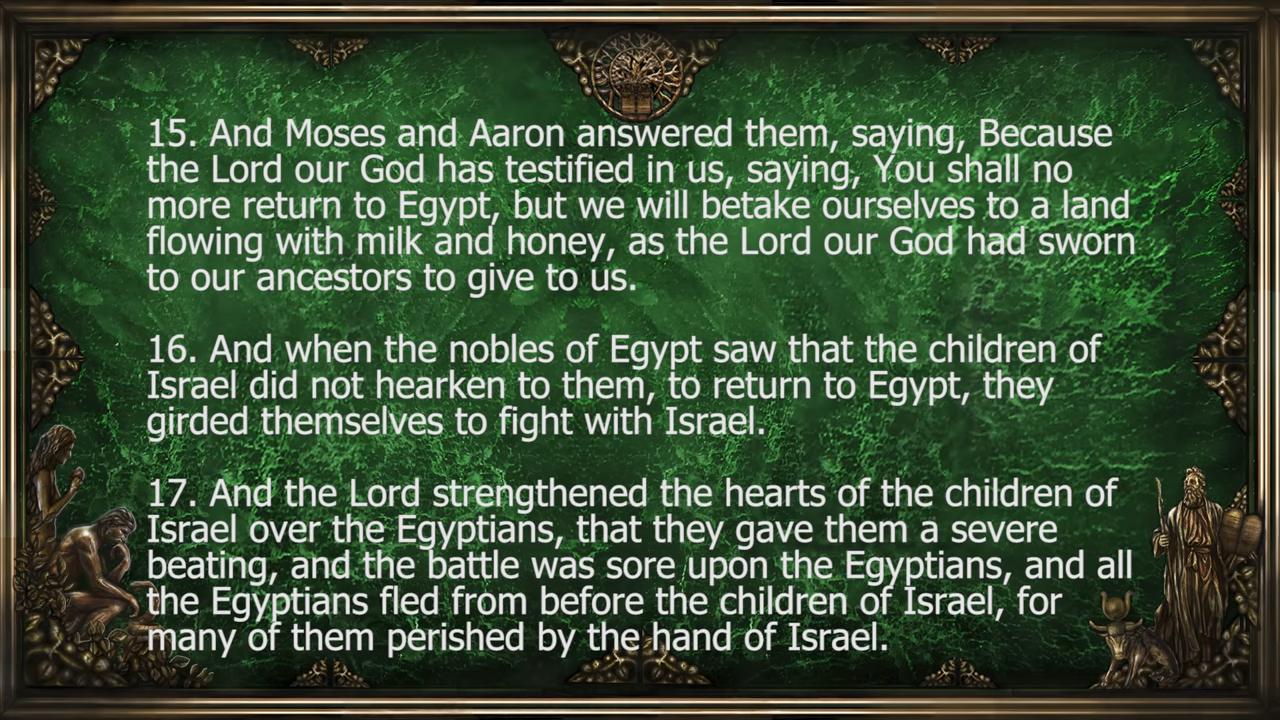 15. And Moses and Aaron answered them, saying, Because
the Lord our God has testified in us, saying, You shall no
more return to Egypt, but we will betake ourselves to a land
flowing with milk and honey, as the Lord our God had sworn
to our ancestors to give to us.
16. And when the nobles of Egypt saw that the children of
Israel did not hearken to them, to return to Egypt, they
girded themselves to fight with Israel.
17. And the Lord strengthened the hearts of the children of
Israel over the Egyptians, that they gave them a severe
beating, and the battle was sore upon the Egyptians, and all
the Egyptians fled from before the children of Israel, for
many of them perished by the hand of Israel.